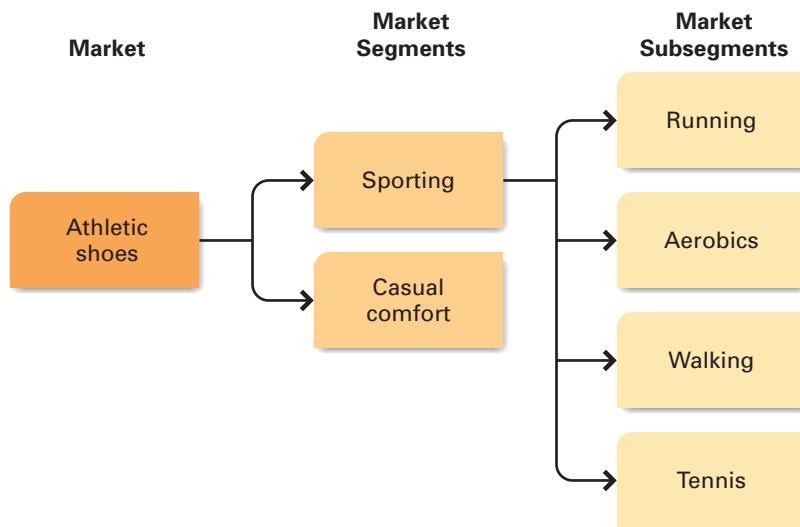 Market
Market
Segments
Market
Subsegments
Athletic
shoes
Sporting
Casual
comfort
Running
Aerobics
Walking
Tennis